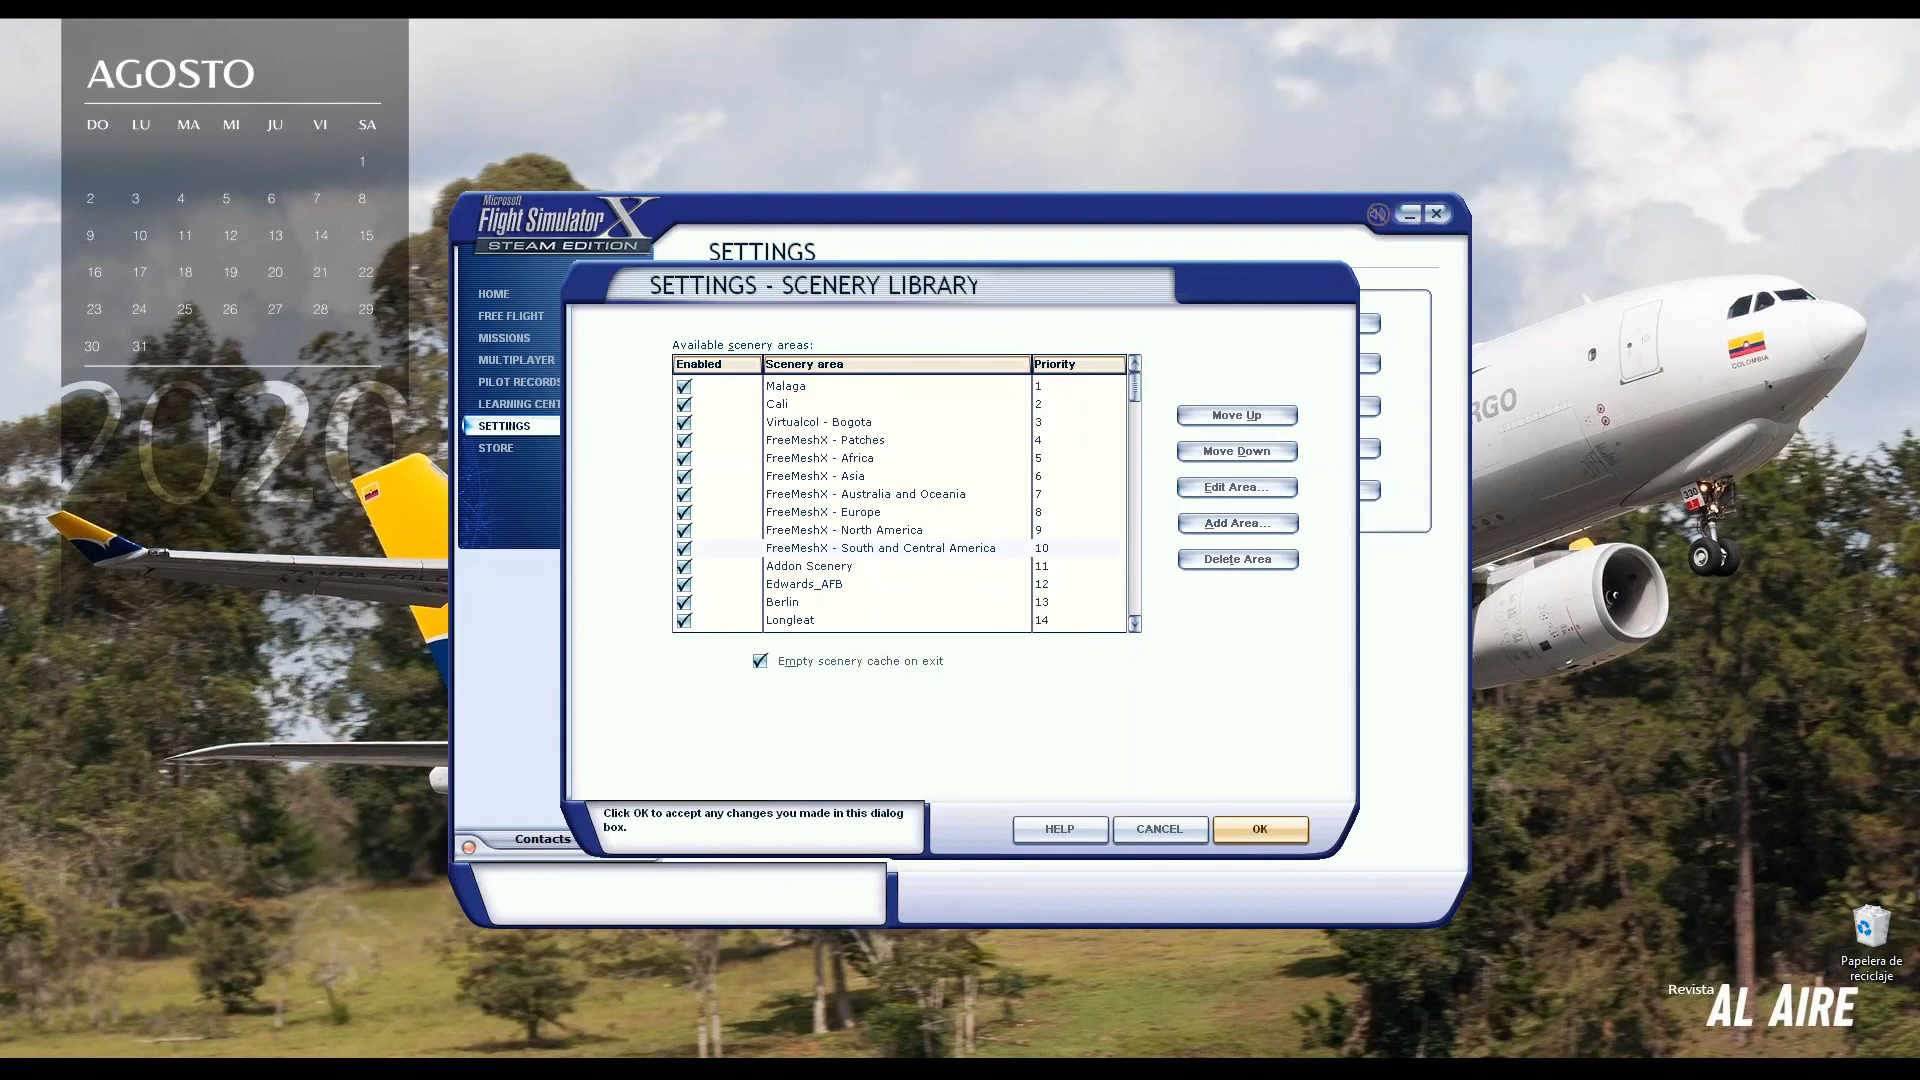 AGOSTO
DO LU MA MI JU VI SA
1
2 3 4 5 6 7 8
9 10 11 12 13 14 15
16 17 18 19 20 21 22
23 24 25 26 27 28 29
30 31
2020
Microsoft
Flight Simulator X
STEAM EDITION
SETTINGS
HOME
FREE FLIGHT
MISSIONS
MULTIPLAYER
PILOT RECORDS
LEARNING CENT
SETTINGS
STORE
Contacts
SETTINGS - SCENERY LIBRARY
Available scenery areas:
Enabled Scenery area Priority
Malaga 1
Cali 2
Virtualcol - Bogota 3
FreeMeshX - Patches 4
FreeMeshX - Africa 5
FreeMeshX - Asia 6
FreeMeshX - Australia and Oceania 7
FreeMeshX - Europe 8
FreeMeshX - North America 9
FreeMeshX - South and Central America 10
Addon Scenery 11
Edwards_AFB 12
Berlin 13
Longleat 14
Move Up
Move Down
Edit Area...
Add Area...
Delete Area
Empty scenery cache on exit
Click OK to accept any changes you made in this dialog
box.
HELP CANCEL OK
COLOMBIA
RGO
330
Papelera de
reciclaje
Revista AL AIRE